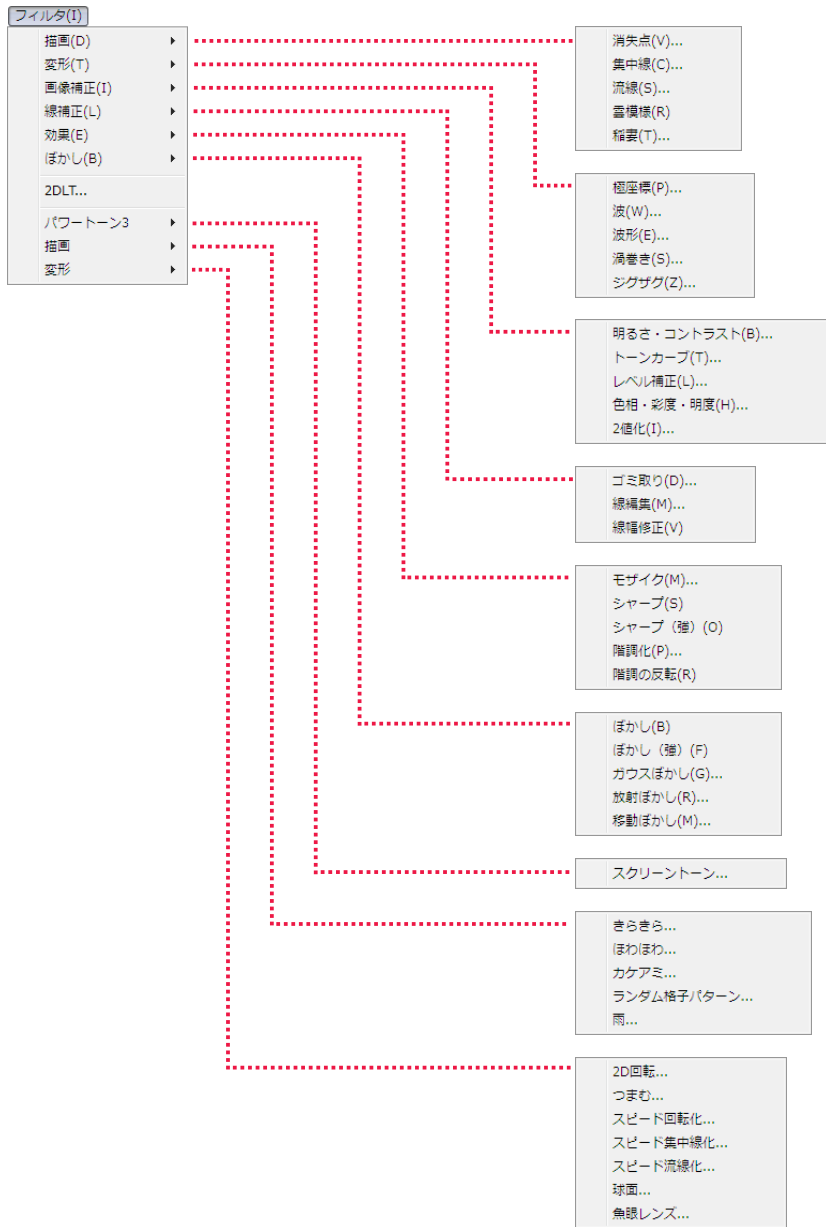 フィルタ(I)
描画(D)
変形(T)
画像補正(I)
線補正(L)
効果(E)
ぼかし(B)
2DLT...
パワートーン3
描画
変形
消失点(V)...
集中線(C)...
流線(S)...
雲模様(R)
稲妻(T)...
極座標(P)...
波(W)...
波形(E)...
渦巻き(S)...
ジグザグ(Z)...
明るさ・コントラスト(B)...
トーンカーブ(T)...
レベル補正(L)...
色相・彩度・明度(H)...
2値化(I)...
ゴミ取り(D)...
線編集(M)...
線幅修正(V)
モザイク(M)...
シャープ(S)
シャープ（強）(O)
階調化(P)...
階調の反転(R)
ぼかし(B)
ぼかし（強）(F)
ガウスぼかし(G)...
放射ぼかし(R)...
移動ぼかし(M)...
スクリーントーン...
きらきら...
ほわほわ...
カケアミ...
ランダム格子パターン...
雨...
2D回転...
つまむ...
スピード回転化...
スピード集中線化...
スピード流線化...
球面...
魚眼レンズ...